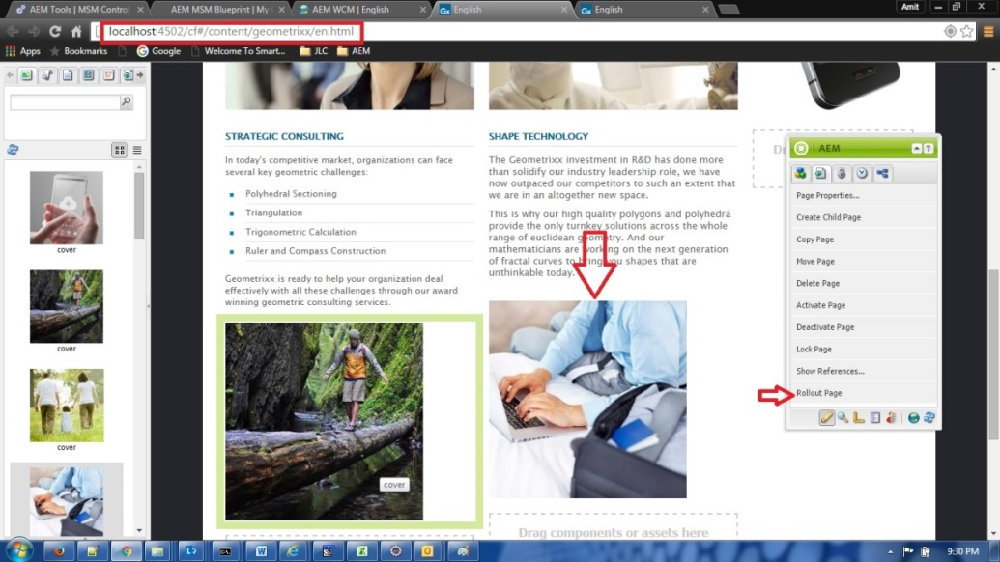 AEM Tools | MSM Control
AEM MSM Blueprint | My
AEM WCM | English
English
English
Amit
localhost:4502/cf#/content/geometrixx/en.html
Apps
Bookmarks
Google
Welcome To Smart...
JLC
AEM
STRATEGIC CONSULTING
In today's competitive market, organizations can face
several key geometric challenges:
Polyhedral Sectioning
Triangulation
Trigonometric Calculation
Ruler and Compass Construction
Geometrixx is ready to help your organization deal
effectively with all these challenges through our award
winning geometric consulting services.
cover
SHAPE TECHNOLOGY
The Geometrixx investment in R&D has done more
than solidify our industry leadership role, we have
now outpaced our competitors to such an extent that
we are in an altogether new space.
This is why our high quality polygons and polyhedra
provide the only turnkey solutions across the whole
range of euclidean geometry. And our
mathematicians are working on the next generation
of fractal curves to bring you shapes that are
unthinkable today.
Drag components or assets here
cover
cover
cover
AEM
Page Properties...
Create Child Page
Copy Page
Move Page
Delete Page
Activate Page
Deactivate Page
Lock Page
Show References...
Rollout Page
9:30 PM